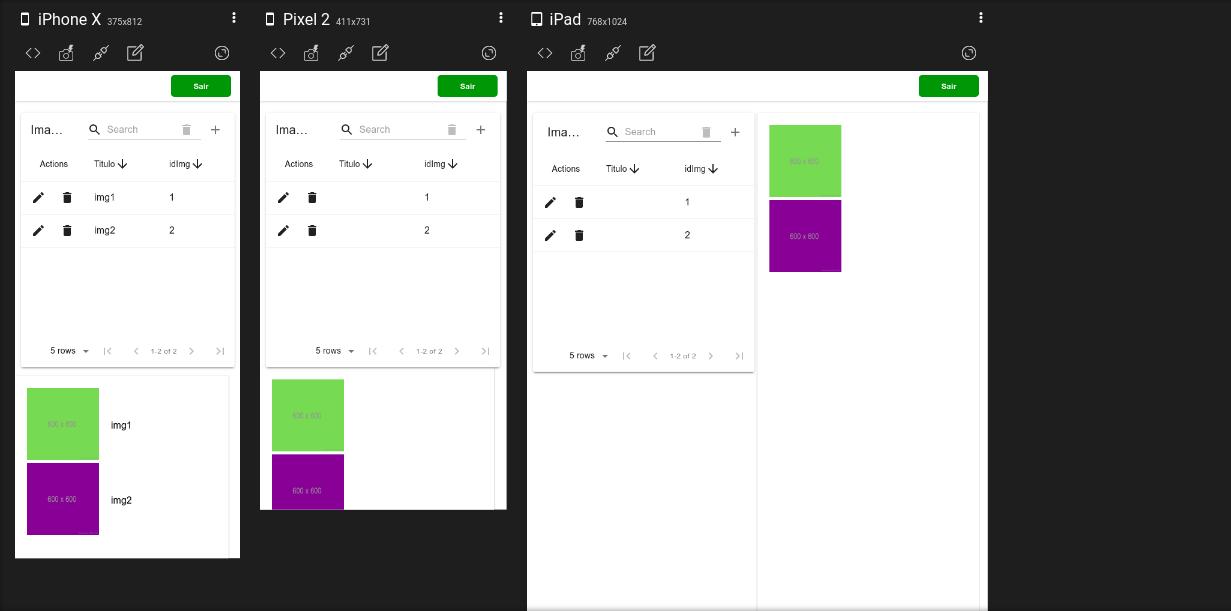 iPhone X 375x812
Sair
Ima...
Search
Actions Titulo idImg
img1 1
img2 2
5 rows 1-2 of 2
600 x 600
img1
600 x 600
img2
Pixel 2 411x731
Sair
Ima...
Search
Actions Titulo idImg
1
2
5 rows 1-2 of 2
600 x 600
600 x 600
iPad 768x1024
Sair
Ima...
Search
Actions Titulo idImg
1
2
5 rows 1-2 of 2
600 x 600
600 x 600